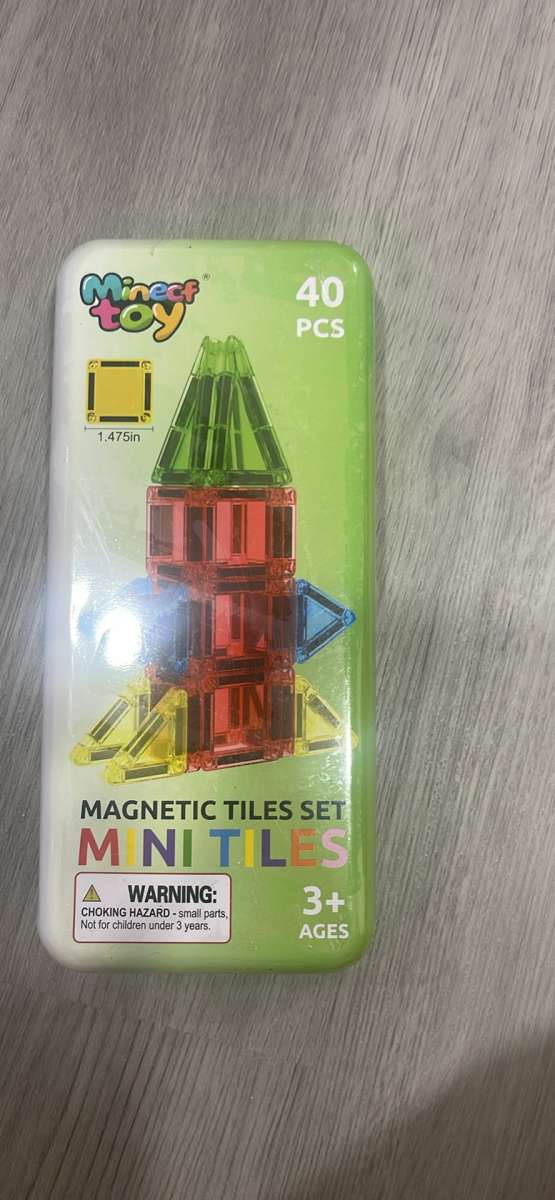 Minecf
toy®
40
PCS
1.475in
MAGNETIC TILES SET
MINI TILES
WARNING:
CHOKING HAZARD - small parts,
Not for children under 3 years.
3+
AGES